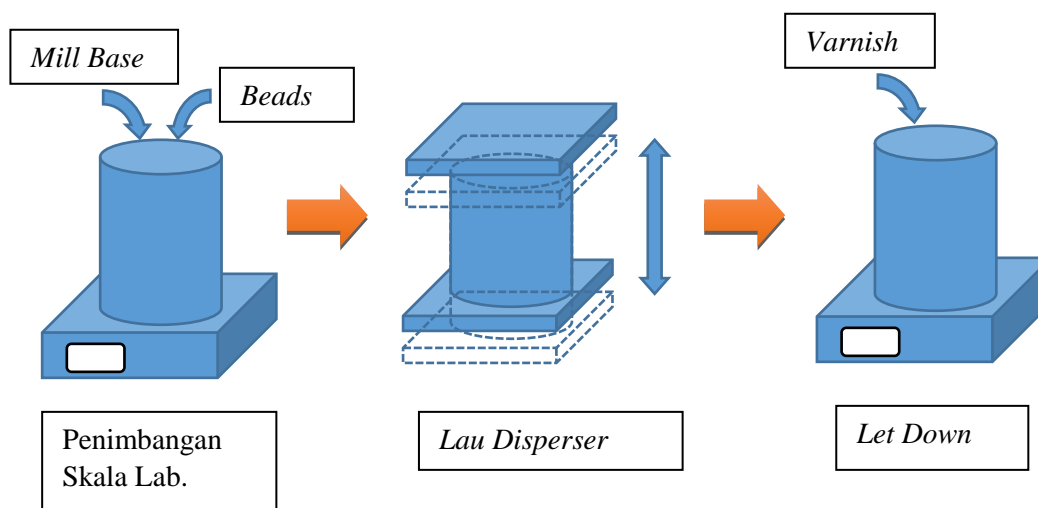 Mill Base
Beads
Varnish
Penimbangan
Skala Lab.
Lau Disperser
Let Down